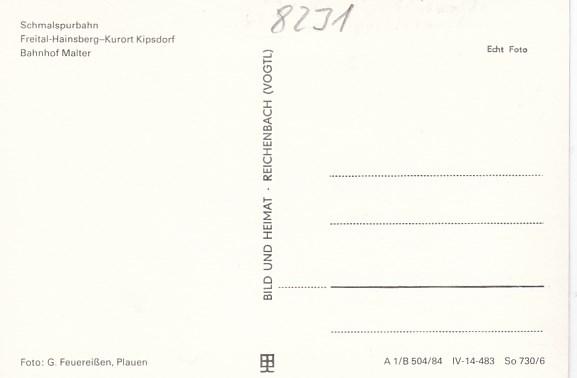 Schmalspurbahn
Freital-Hainsberg–Kurort Kipsdorf
Bahnhof Malter
8231
Echt Foto
BILD UND HEIMAT · REICHENBACH (VOGTL)
Foto: G. Feuereißen, Plauen
A 1/B 504/84 IV-14-483 So 730/6